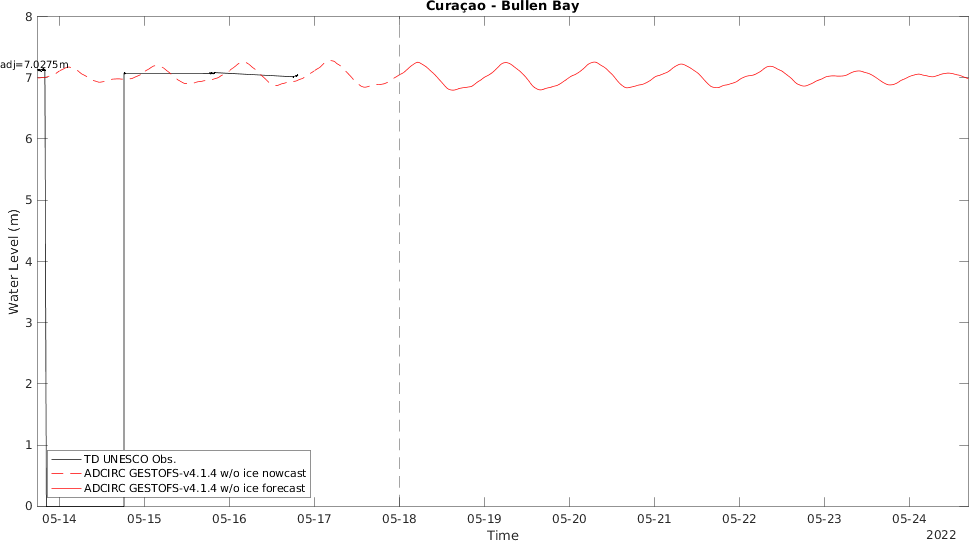 Curaçao - Bullen Bay
adj=7.0275m
8
7
6
5
4
3
2
1
0
Water Level (m)
TD UNESCO Obs.
ADCIRC GESTOFS-v4.1.4 w/o ice nowcast
ADCIRC GESTOFS-v4.1.4 w/o ice forecast
05-14 05-15 05-16 05-17 05-18 05-19 05-20 05-21 05-22 05-23 05-24
Time
2022